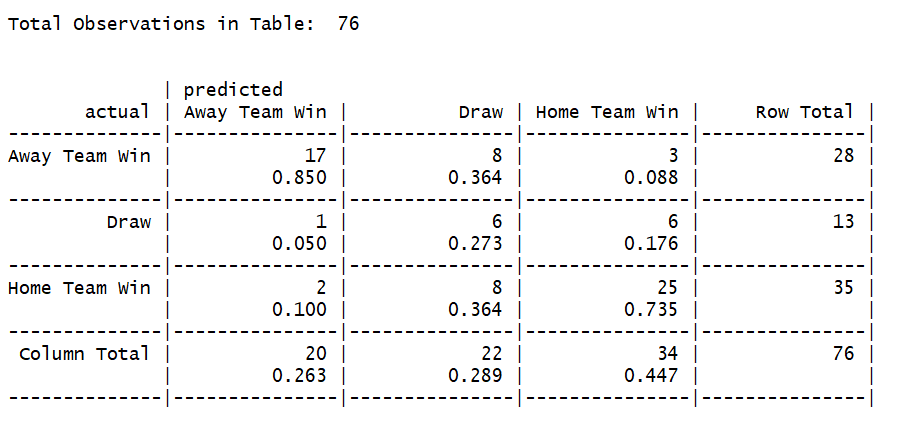 Total Observations in Table:  76
             | predicted
      actual | Away Team Win |          Draw | Home Team Win |     Row Total |
-------------|---------------|---------------|---------------|---------------|
Away Team Win |            17 |             8 |             3 |            28 |
             |         0.850 |         0.364 |         0.088 |               |
-------------|---------------|---------------|---------------|---------------|
        Draw |             1 |             6 |             6 |            13 |
             |         0.050 |         0.273 |         0.176 |               |
-------------|---------------|---------------|---------------|---------------|
Home Team Win |             2 |             8 |            25 |            35 |
             |         0.100 |         0.364 |         0.735 |               |
-------------|---------------|---------------|---------------|---------------|
Column Total |            20 |            22 |            34 |            76 |
             |         0.263 |         0.289 |         0.447 |               |
-------------|---------------|---------------|---------------|---------------|